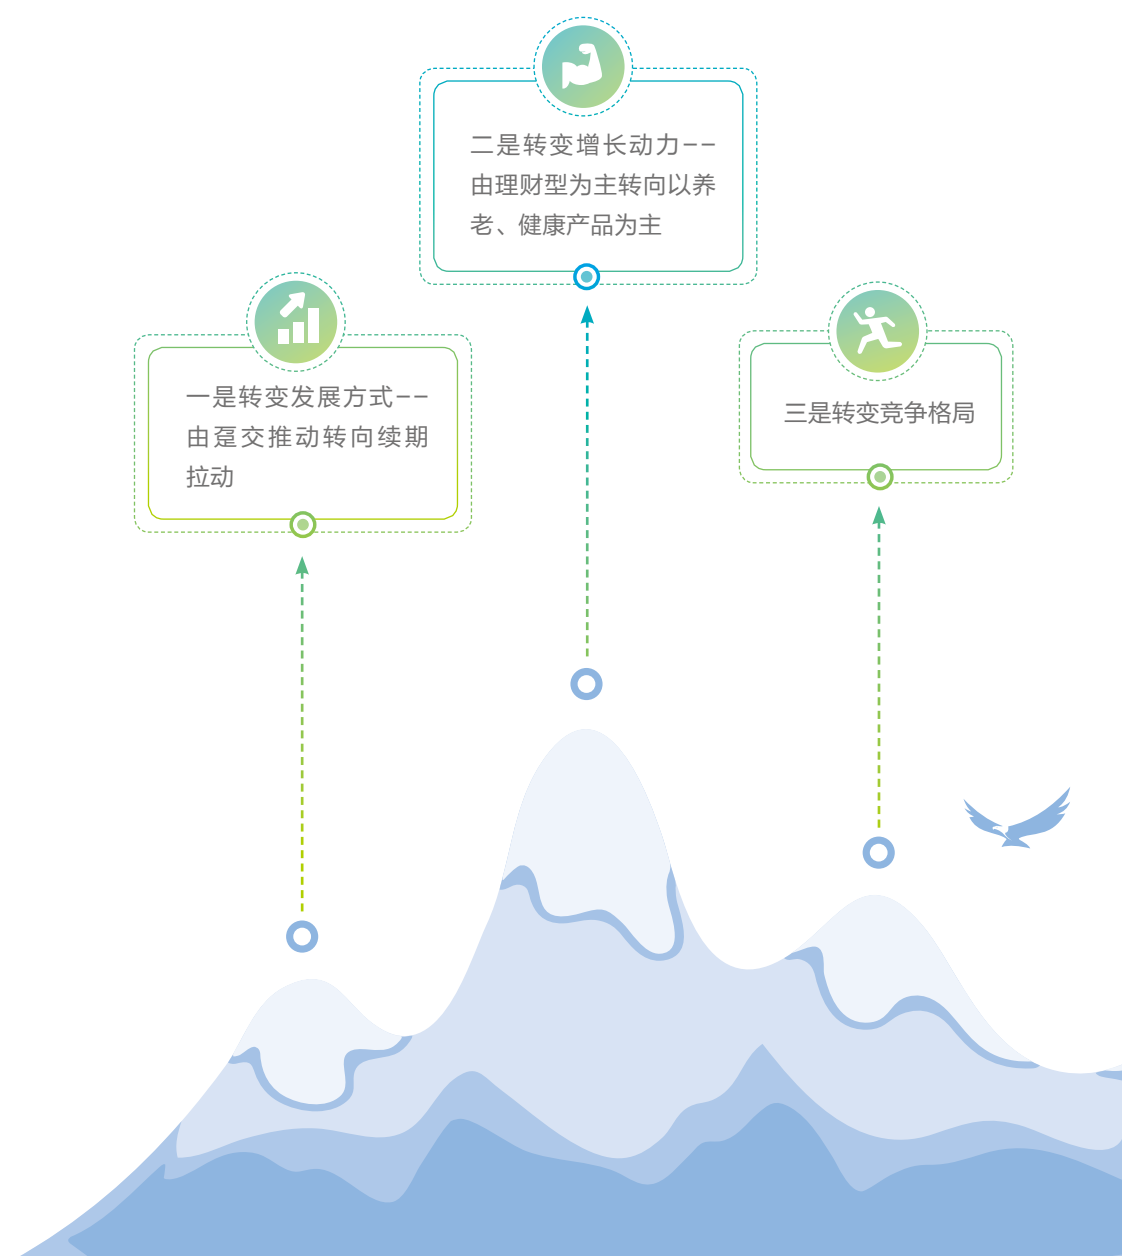 一是转变发展方式——
由趸交推动转向续期
拉动
二是转变增长动力——
由理财型为主转向以养
老、健康产品为主
三是转变竞争格局